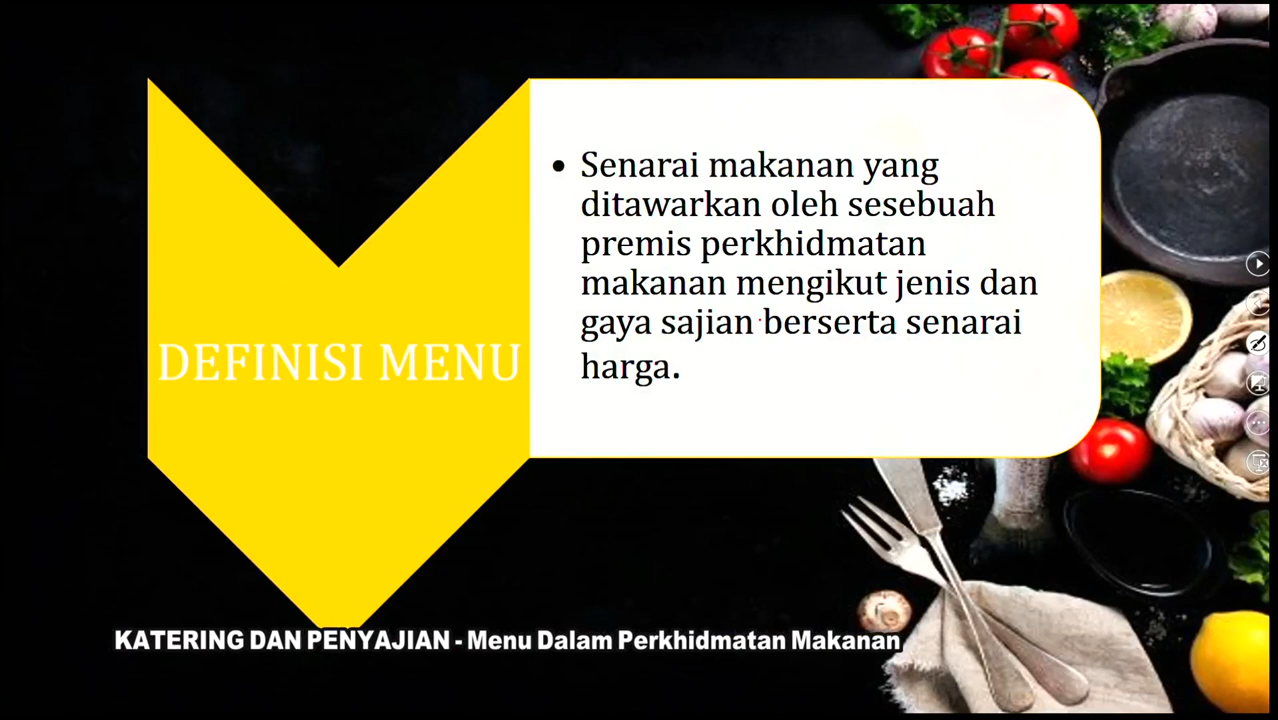 DEFINISI MENU
• Senarai makanan yang
ditawarkan oleh sesebuah
premis perkhidmatan
makanan mengikut jenis dan
gaya sajian berserta senarai
harga.
KATERING DAN PENYAJIAN - Menu Dalam Perkhidmatan Makanan